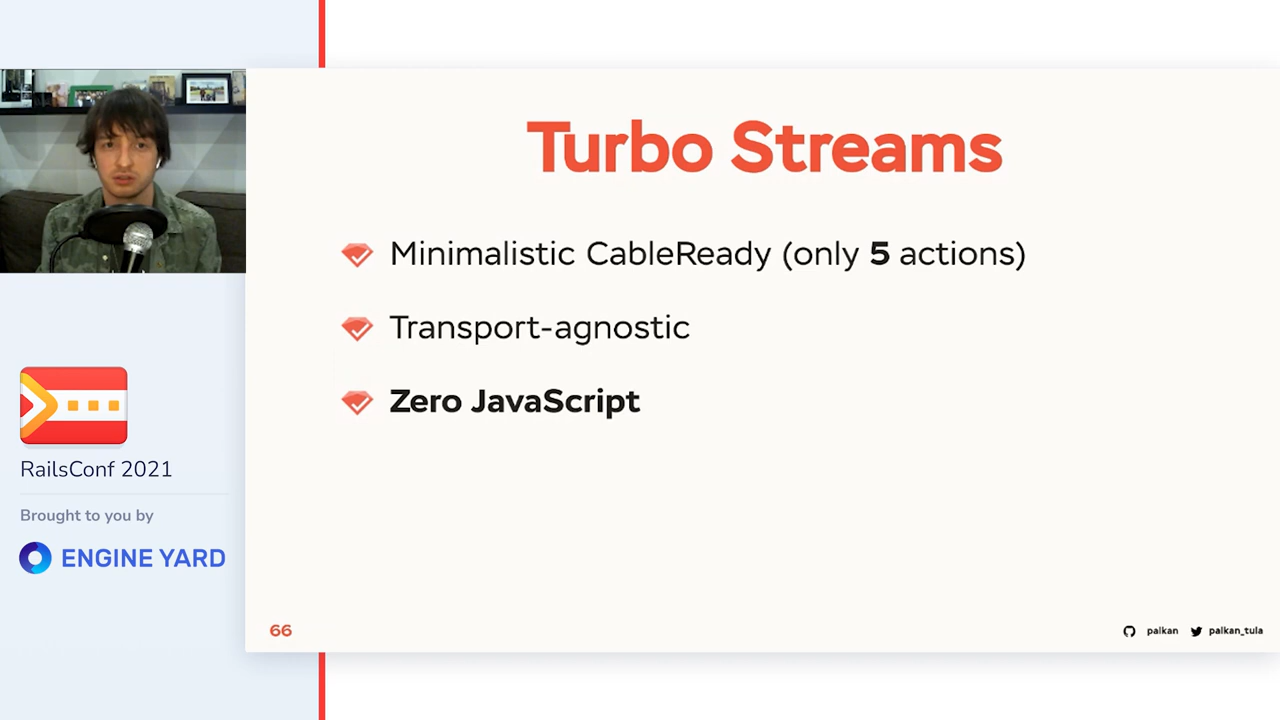 Turbo Streams
Minimalistic CableReady (only 5 actions)
Transport-agnostic
Zero JavaScript
RailsConf 2021
Brought to you by
ENGINE YARD
66
palkan
palkan_tula